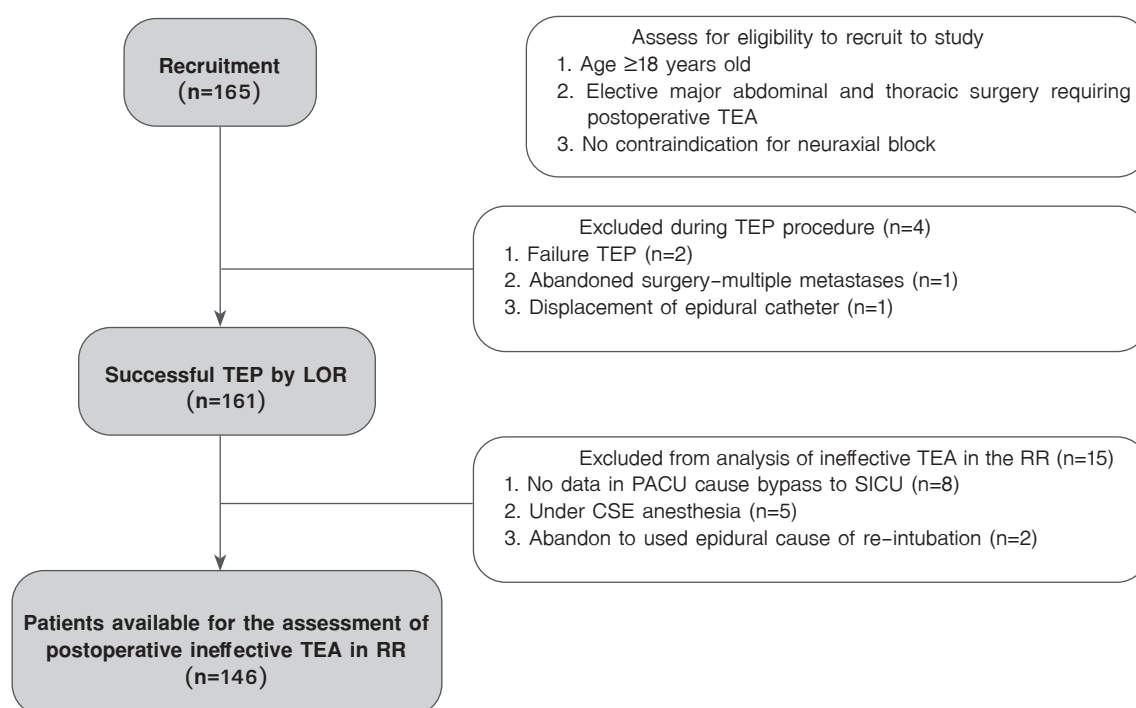 Recruitment
(n=165)
Assess for eligibility to recruit to study
1. Age ≥18 years old
2. Elective major abdominal and thoracic surgery requiring
postoperative TEA
3. No contraindication for neuraxial block
Excluded during TEP procedure (n=4)
1. Failure TEP (n=2)
2. Abandoned surgery-multiple metastases (n=1)
3. Displacement of epidural catheter (n=1)
Successful TEP by LOR
(n=161)
Excluded from analysis of ineffective TEA in the RR (n=15)
1. No data in PACU cause bypass to SICU (n=8)
2. Under CSE anesthesia (n=5)
3. Abandon to used epidural cause of re-intubation (n=2)
Patients available for the assessment of
postoperative ineffective TEA in RR
(n=146)